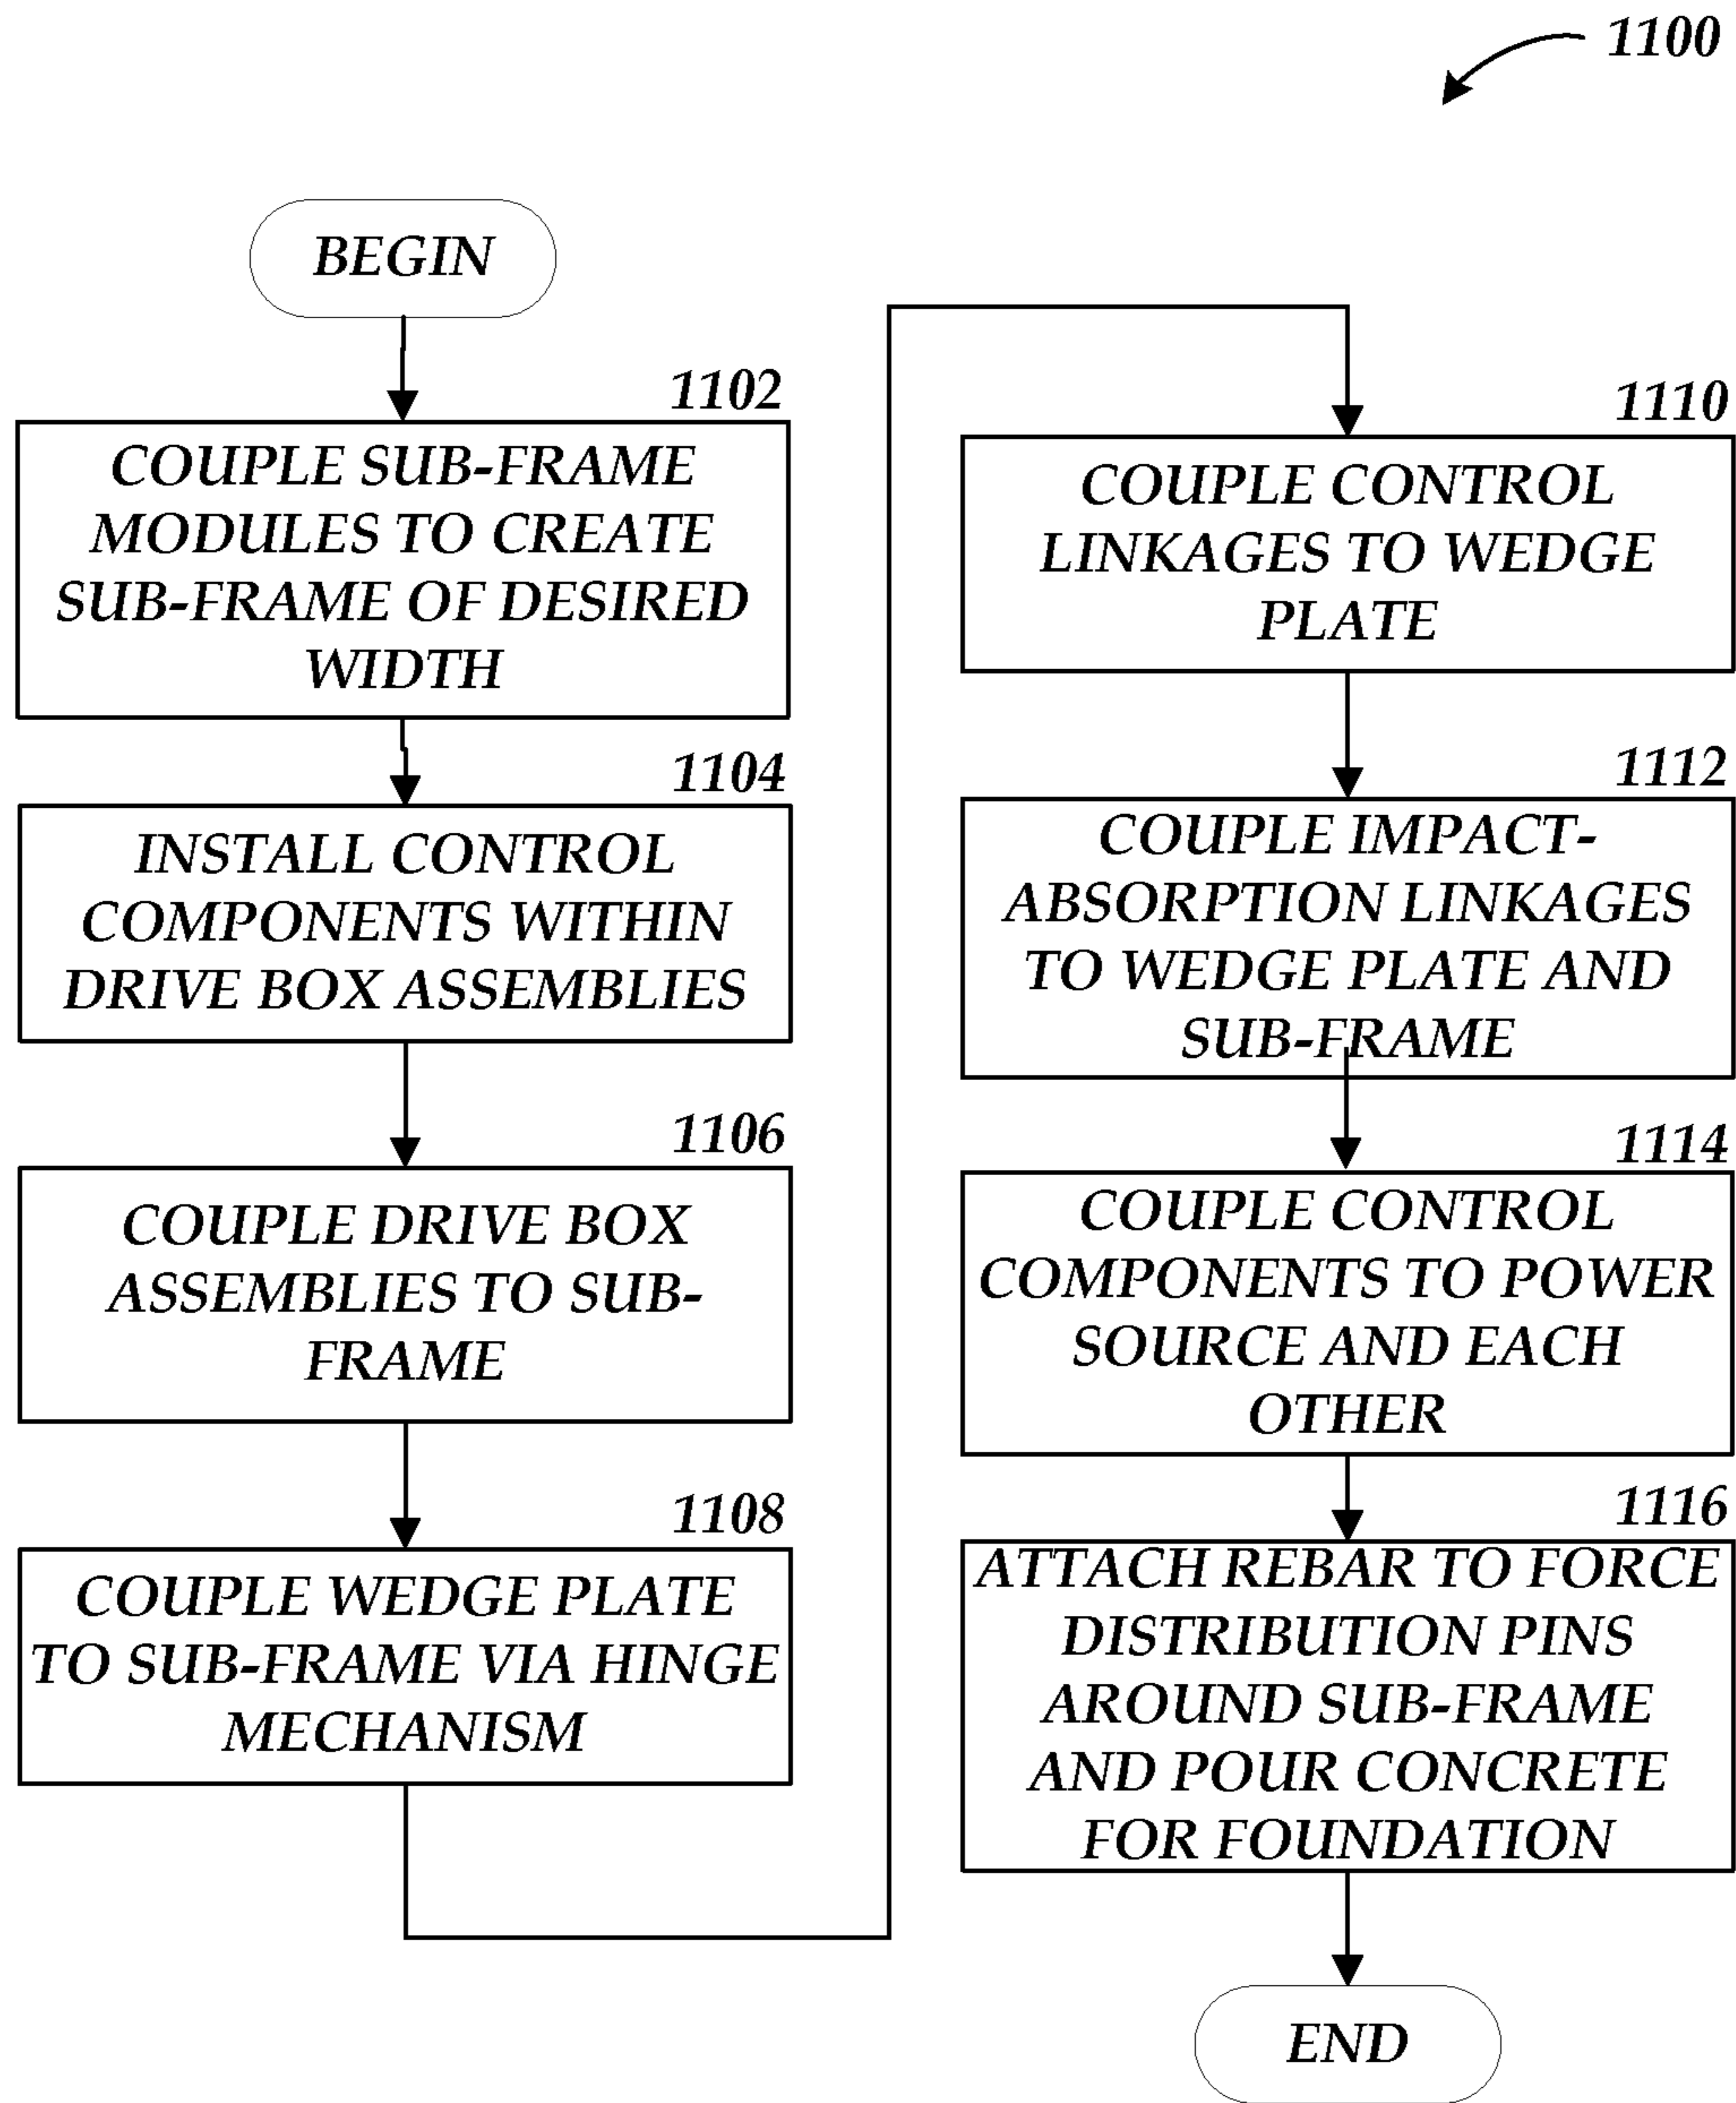 1100
BEGIN
1102
COUPLE SUB-FRAME
MODULES TO CREATE
SUB-FRAME OF DESIRED
WIDTH
1104
INSTALL CONTROL
COMPONENTS WITHIN
DRIVE BOX ASSEMBLIES
1106
COUPLE DRIVE BOX
ASSEMBLIES TO SUB-
FRAME
1108
COUPLE WEDGE PLATE
TO SUB-FRAME VIA HINGE
MECHANISM
1110
COUPLE CONTROL
LINKAGES TO WEDGE
PLATE
1112
COUPLE IMPACT-
ABSORPTION LINKAGES
TO WEDGE PLATE AND
SUB-FRAME
1114
COUPLE CONTROL
COMPONENTS TO POWER
SOURCE AND EACH
OTHER
1116
ATTACH REBAR TO FORCE
DISTRIBUTION PINS
AROUND SUB-FRAME
AND POUR CONCRETE
FOR FOUNDATION
END